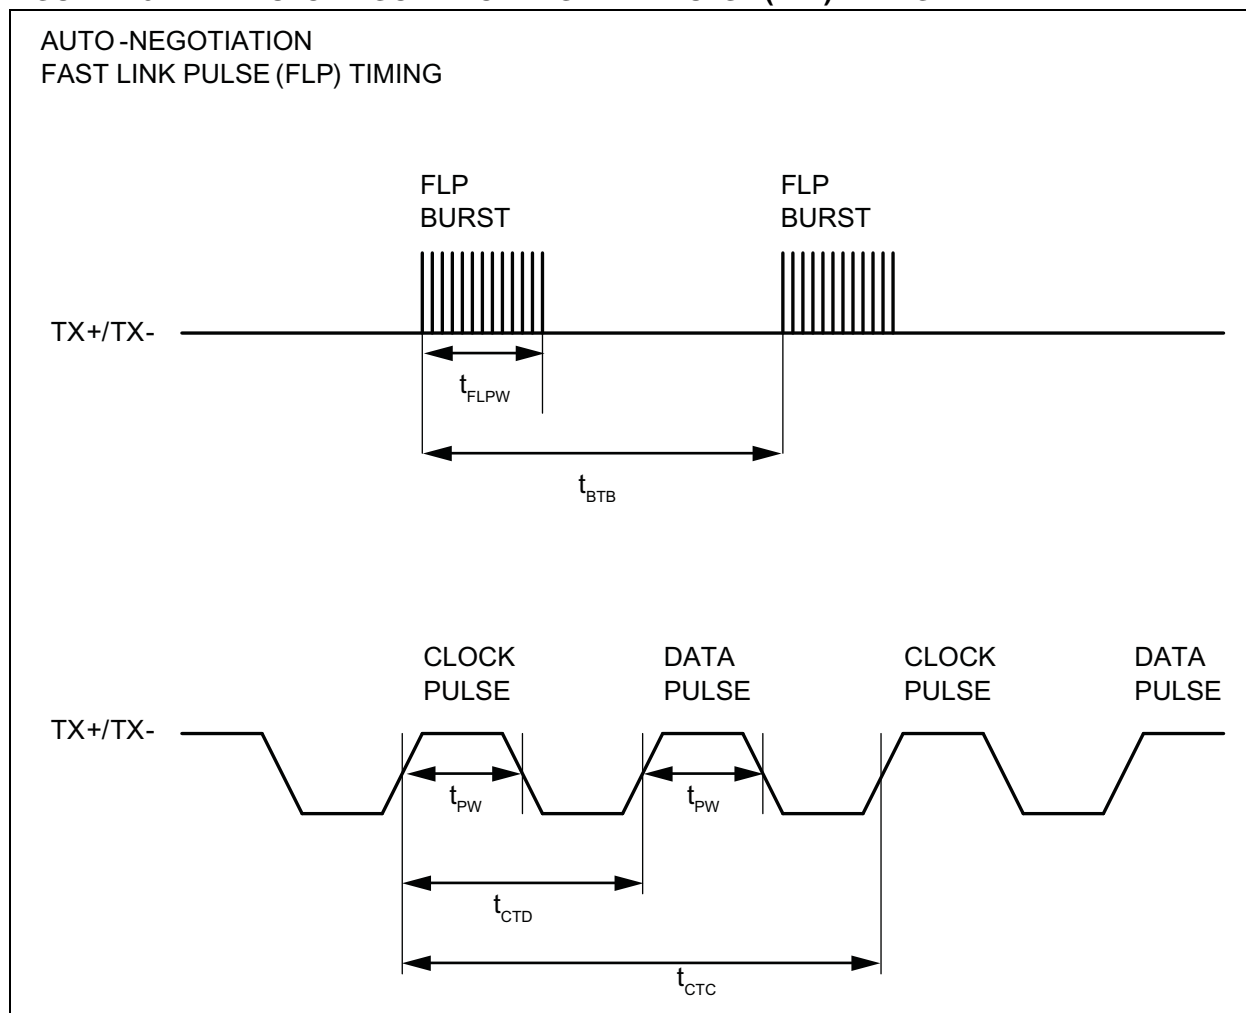 AUTO-NEGOTIATION
FAST LINK PULSE (FLP) TIMING
FLP
BURST
FLP
BURST
TX+/TX-
tFLPW
tBTB
CLOCK
PULSE
DATA
PULSE
CLOCK
PULSE
DATA
PULSE
TX+/TX-
tPW
tPW
tCTD
tCTC